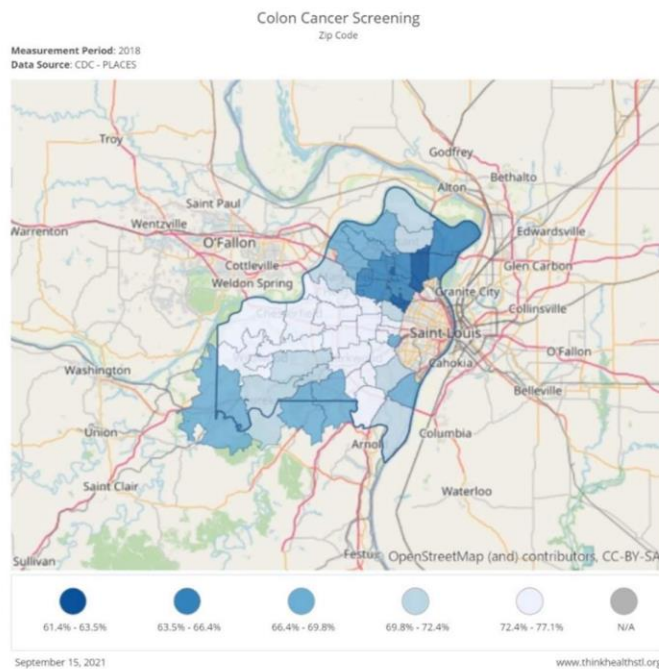 Colon Cancer Screening
Zip Code
Measurement Period: 2018
Data Source: CDC - PLACES
Troy
Godfrey
Bethalto
Alton
Saint Paul
Warrenton
Wentzville
Edwardsville
O'Fallon
Cottleville
Glen Carbon
Weldon Spring
Granite City
Collinsville
Saint Louis
O'Fallon
Cahokia
Washington
Belleville
Union
Columbia
Arnold
Saint Clair
Waterloo
Sullivan
Festus
OpenStreetMap (and) contributors, CC-BY-SA
61.4% - 63.5%
63.5% - 66.4%
66.4% - 69.8%
69.8% - 72.4%
72.4% - 77.1%
N/A
September 15, 2021
www.thinkhealthstl.org